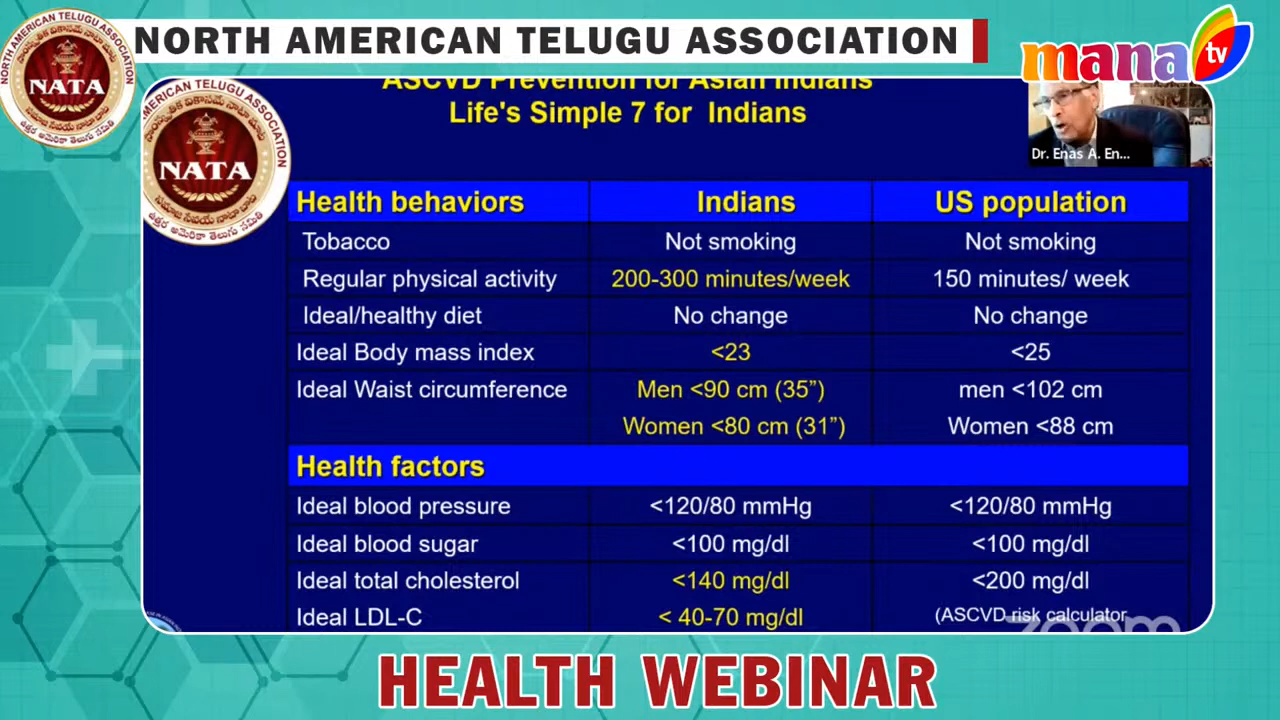 NORTH AMERICAN TELUGU ASSOCIATION
NATA
mana tv
ASCVD Prevention for Asian Indians
Life's Simple 7 for Indians
AMERICAN TELUGU ASSOCIATION
NATA
Dr. Enas A. En...
Health behaviors Indians US population
Tobacco Not smoking Not smoking
Regular physical activity 200-300 minutes/week 150 minutes/ week
Ideal/healthy diet No change No change
Ideal Body mass index <23 <25
Ideal Waist circumference Men <90 cm (35”) men <102 cm
Women <80 cm (31”) Women <88 cm
Health factors
Ideal blood pressure <120/80 mmHg <120/80 mmHg
Ideal blood sugar <100 mg/dl <100 mg/dl
Ideal total cholesterol <140 mg/dl <200 mg/dl
Ideal LDL-C < 40-70 mg/dl (ASCVD risk calculator
zoom
HEALTH WEBINAR